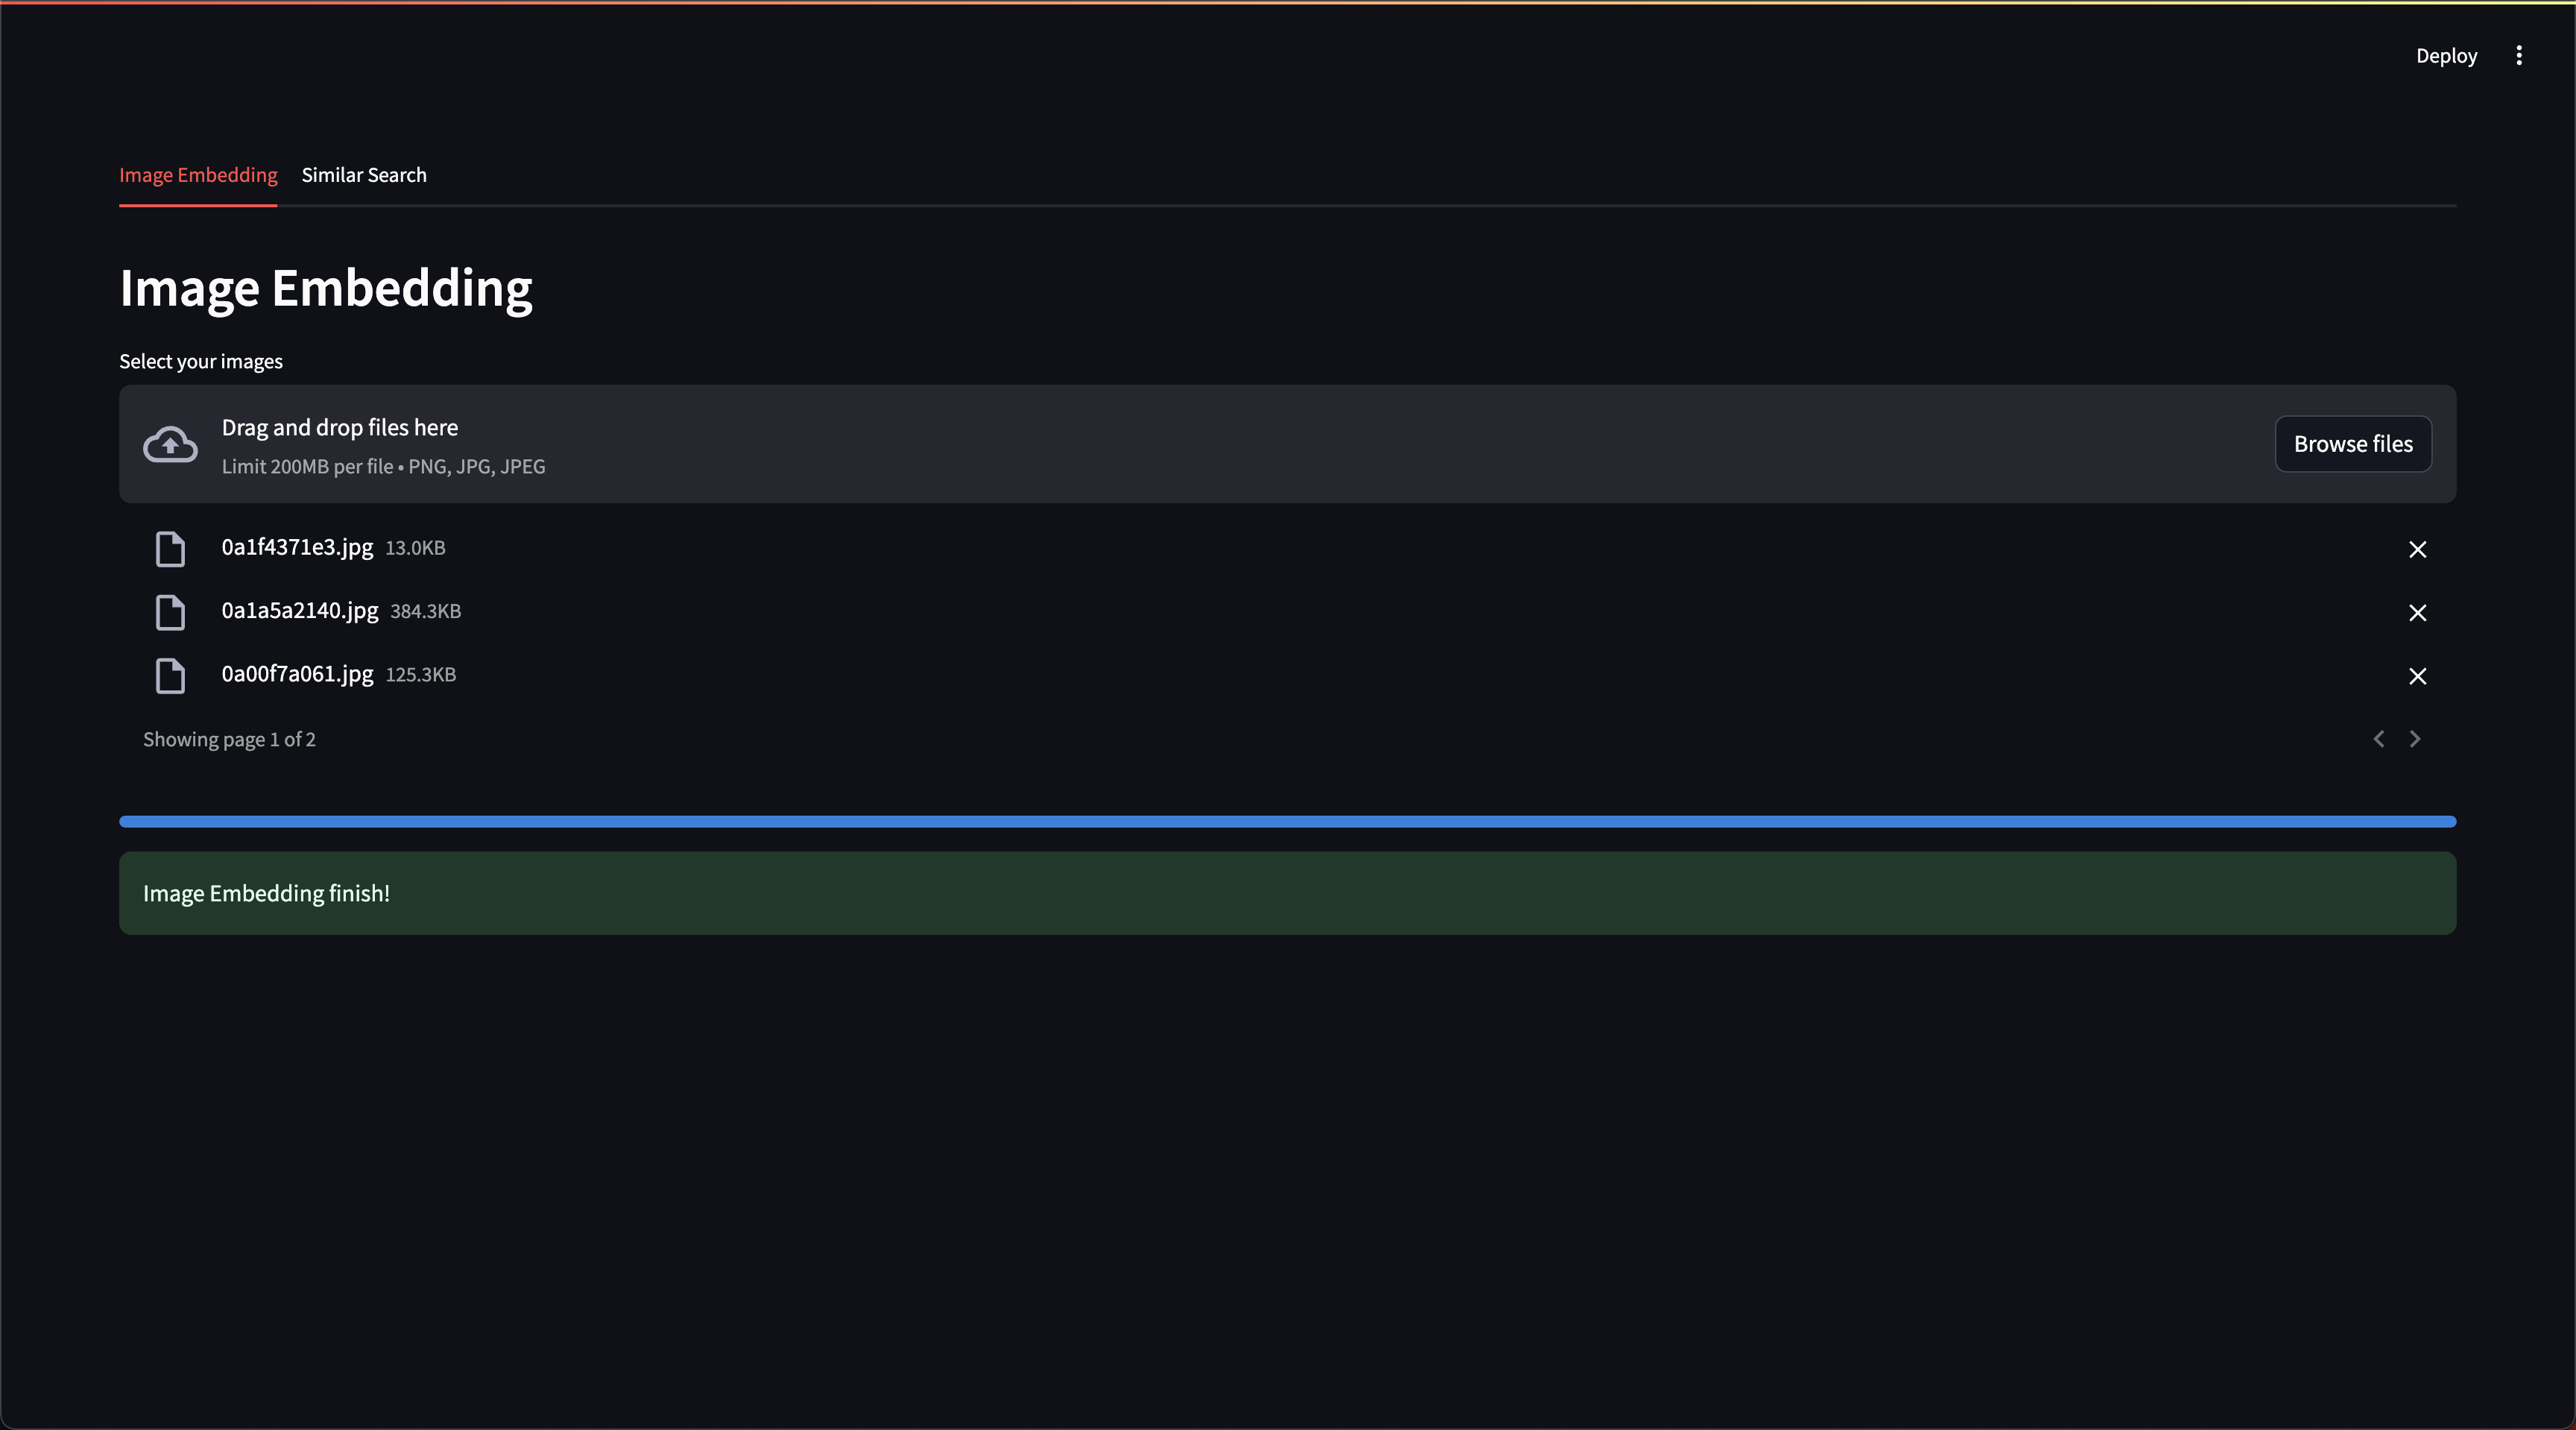 Deploy
Image Embedding Similar Search
Image Embedding
Select your images
Drag and drop files here
Limit 200MB per file • PNG, JPG, JPEG
Browse files
0a1f4371e3.jpg 13.0KB
0a1a5a2140.jpg 384.3KB
0a00f7a061.jpg 125.3KB
Showing page 1 of 2
Image Embedding finish!